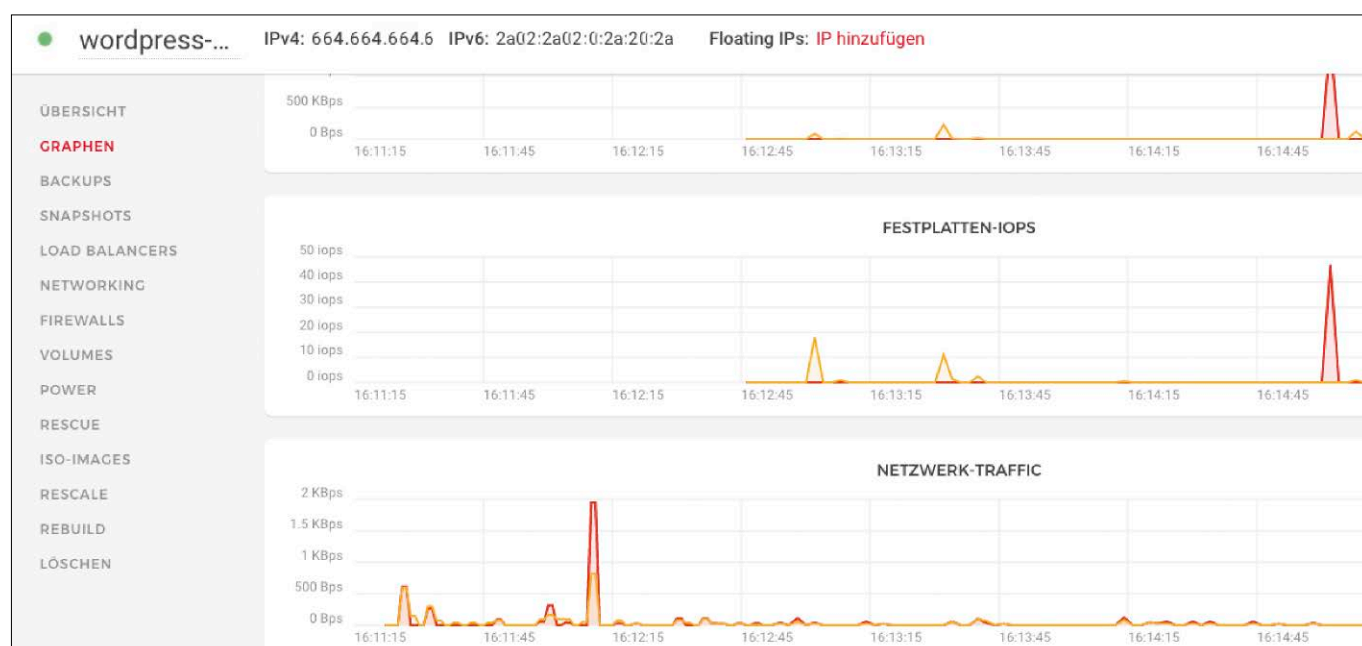 wordpress-... IPv4: 664.664.664.6 IPv6: 2a02:2a02:0:2a:20:2a Floating IPs: IP hinzufügen
ÜBERSICHT
GRAPHEN
BACKUPS
SNAPSHOTS
LOAD BALANCERS
NETWORKING
FIREWALLS
VOLUMES
POWER
RESCUE
ISO-IMAGES
RESCALE
REBUILD
LÖSCHEN
500 KBps
0 Bps
16:11:15 16:11:45 16:12:15 16:12:45 16:13:15 16:13:45 16:14:15 16:14:45
FESTPLATTEN-IOPS
50 iops
40 iops
30 iops
20 iops
10 iops
0 iops
16:11:15 16:11:45 16:12:15 16:12:45 16:13:15 16:13:45 16:14:15 16:14:45
NETZWERK-TRAFFIC
2 KBps
1.5 KBps
1 KBps
500 Bps
0 Bps
16:11:15 16:11:45 16:12:15 16:12:45 16:13:15 16:13:45 16:14:15 16:14:45